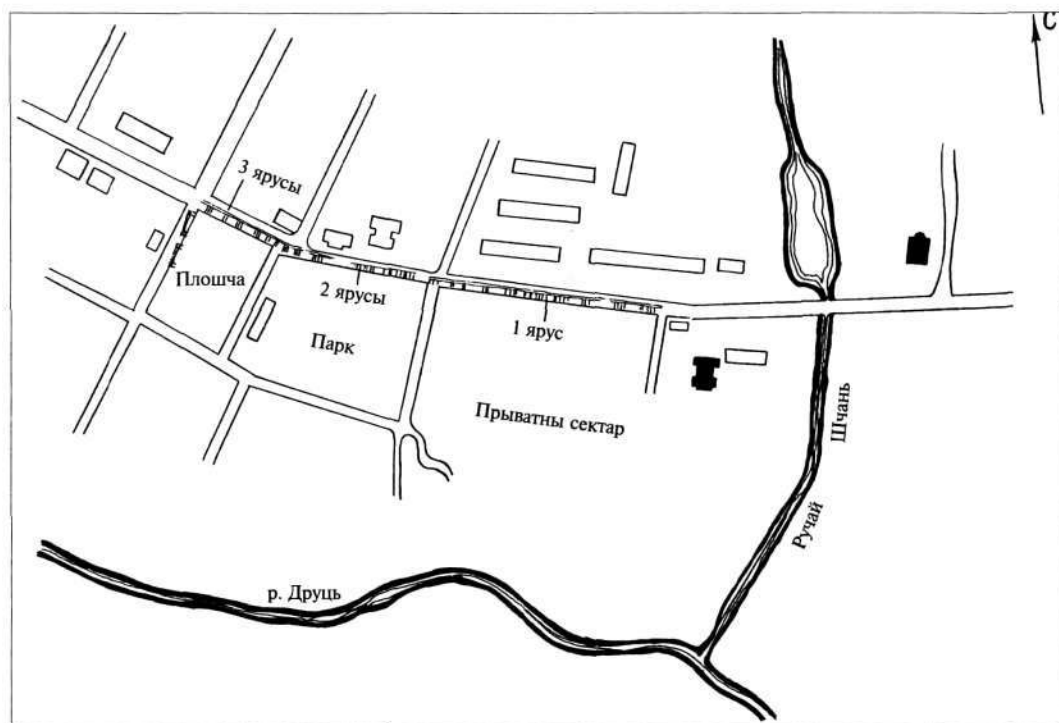 С
3 ярусы
Плошча
2 ярусы
Парк
1 ярус
Прыватны сектар
Ручай Шчань
р. Друць